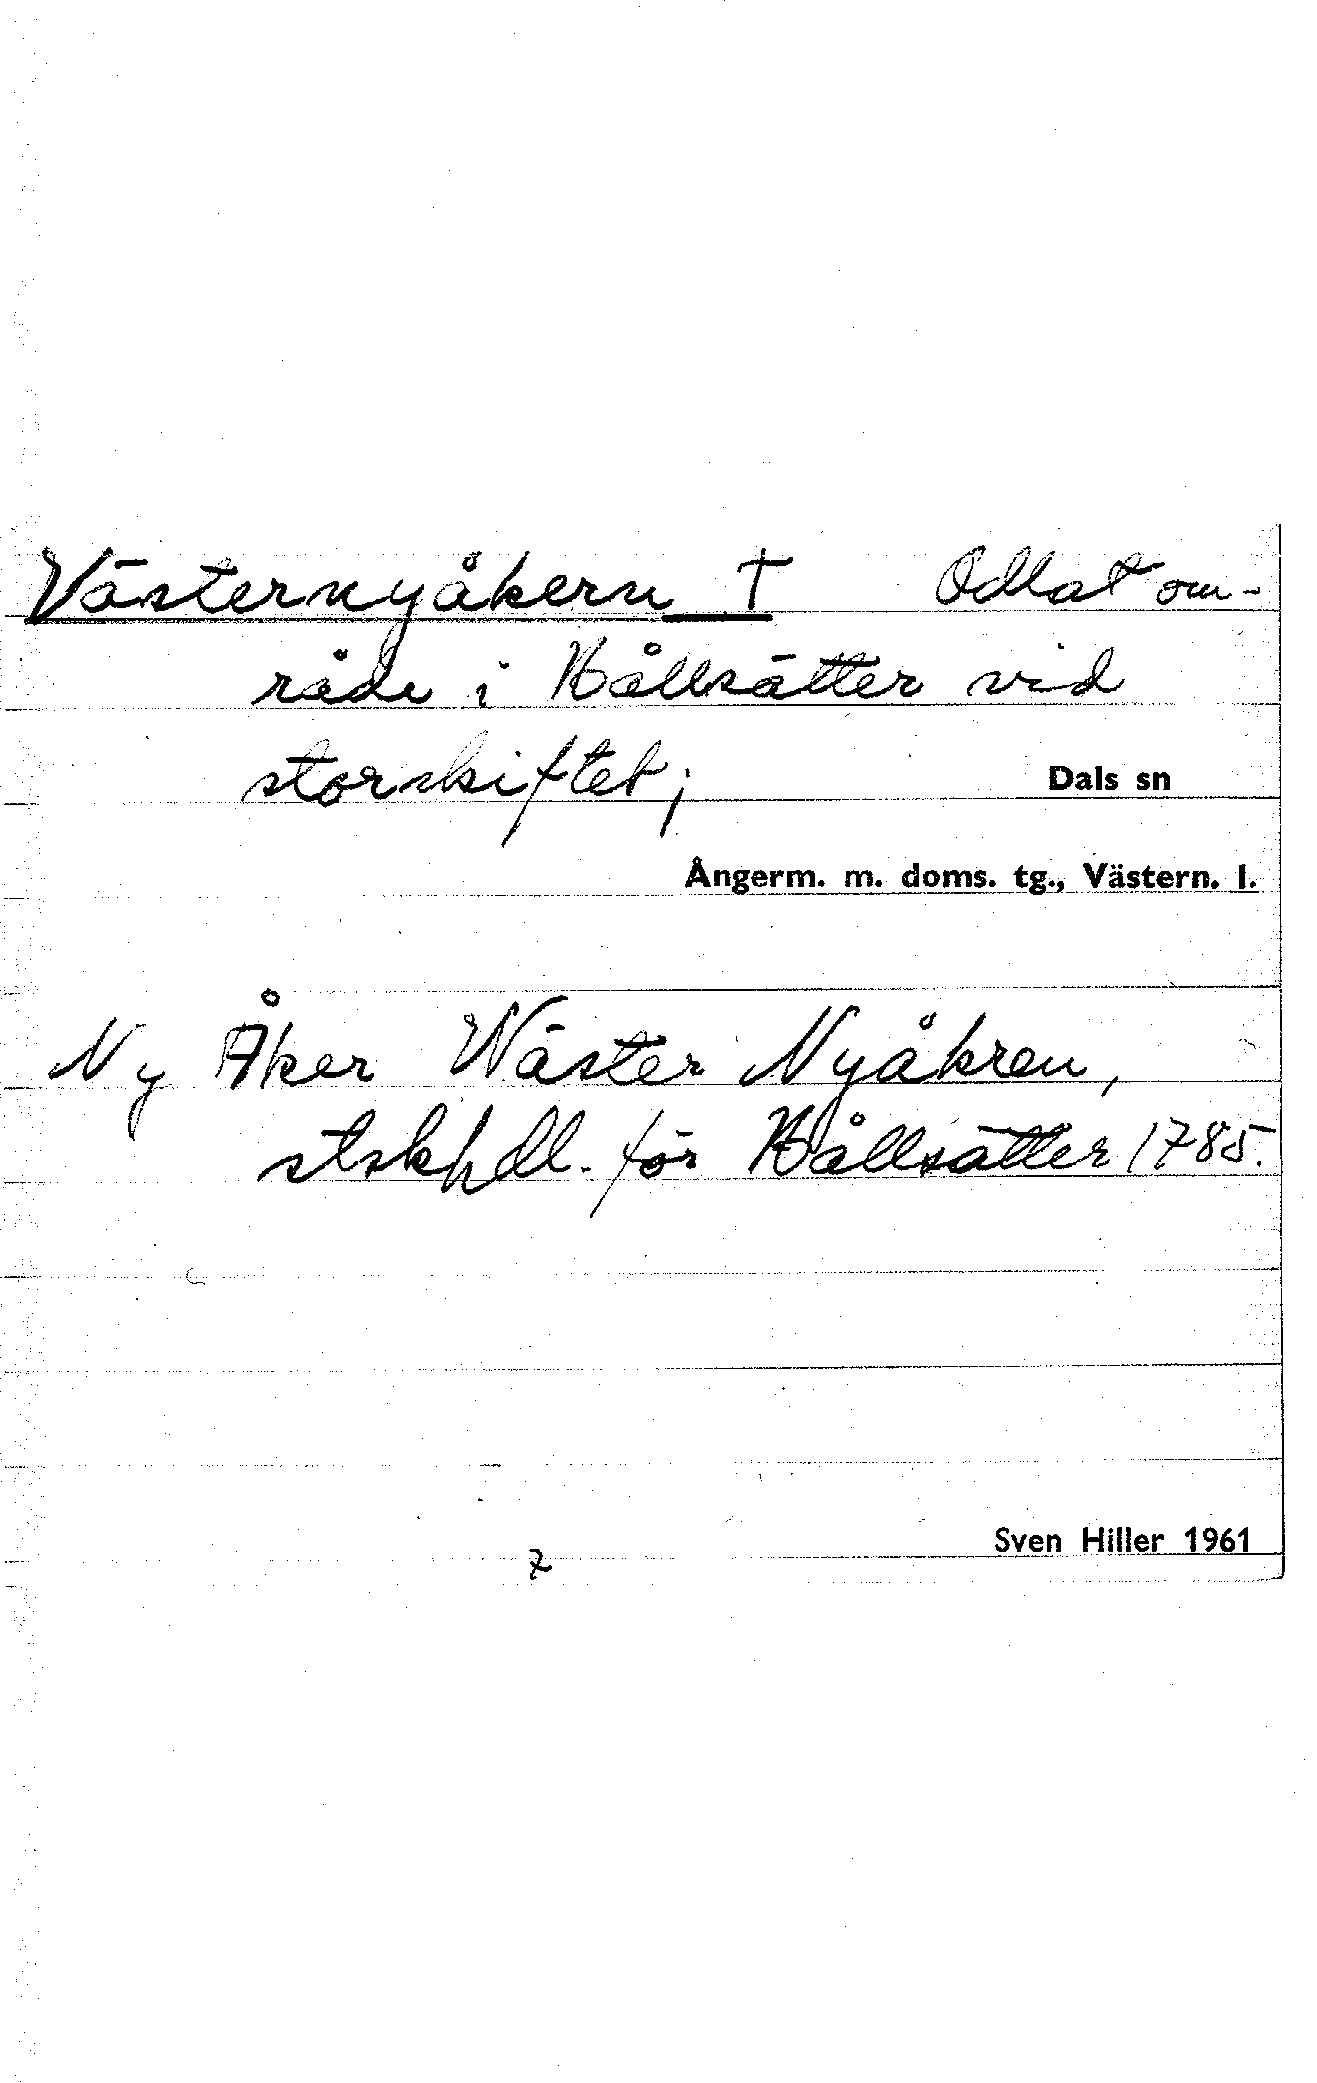 Västernyåkern † Odlat om-
råde i Hållsätter vid
storskiftet;
Dals sn
Ångerm. m. doms. tg., Västern. l.
Ny Åker Wäster Nyåkren,
stskhdl. för Hållsätter 1785.
Sven Hiller 1961